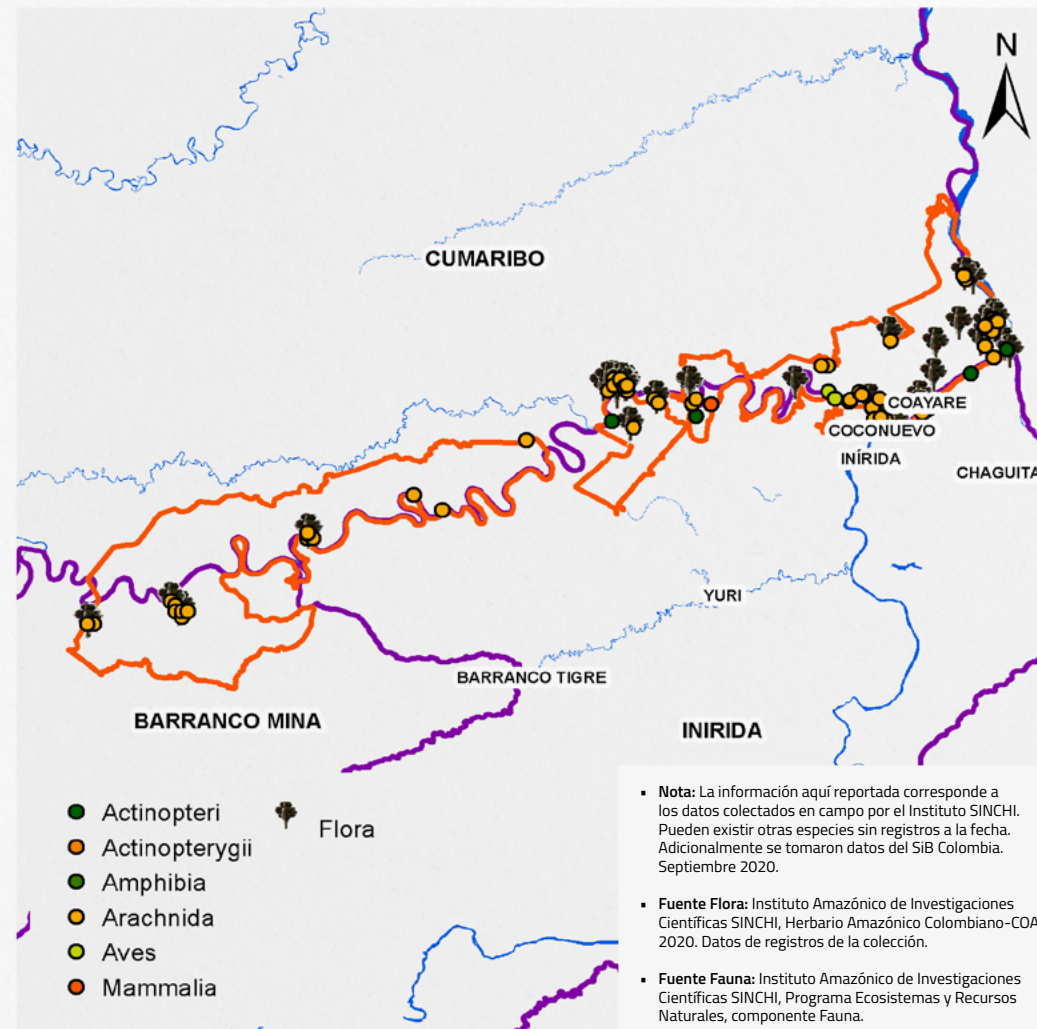 N
CUMARIBO
COAYARE
COCONUEVO
INÍRIDA
CHAGUITA
YURI
BARRANCO TIGRE
BARRANCO MINA
INIRIDA
Actinopteri
Actinopterygii
Amphibia
Arachnida
Aves
Mammalia
Flora
▪ Nota: La información aquí reportada corresponde a
los datos colectados en campo por el Instituto SINCHI.
Pueden existir otras especies sin registros a la fecha.
Adicionalmente se tomaron datos del SiB Colombia.
Septiembre 2020.
▪ Fuente Flora: Instituto Amazónico de Investigaciones
Científicas SINCHI, Herbario Amazónico Colombiano-COA
2020. Datos de registros de la colección.
▪ Fuente Fauna: Instituto Amazónico de Investigaciones
Científicas SINCHI, Programa Ecosistemas y Recursos
Naturales, componente Fauna.